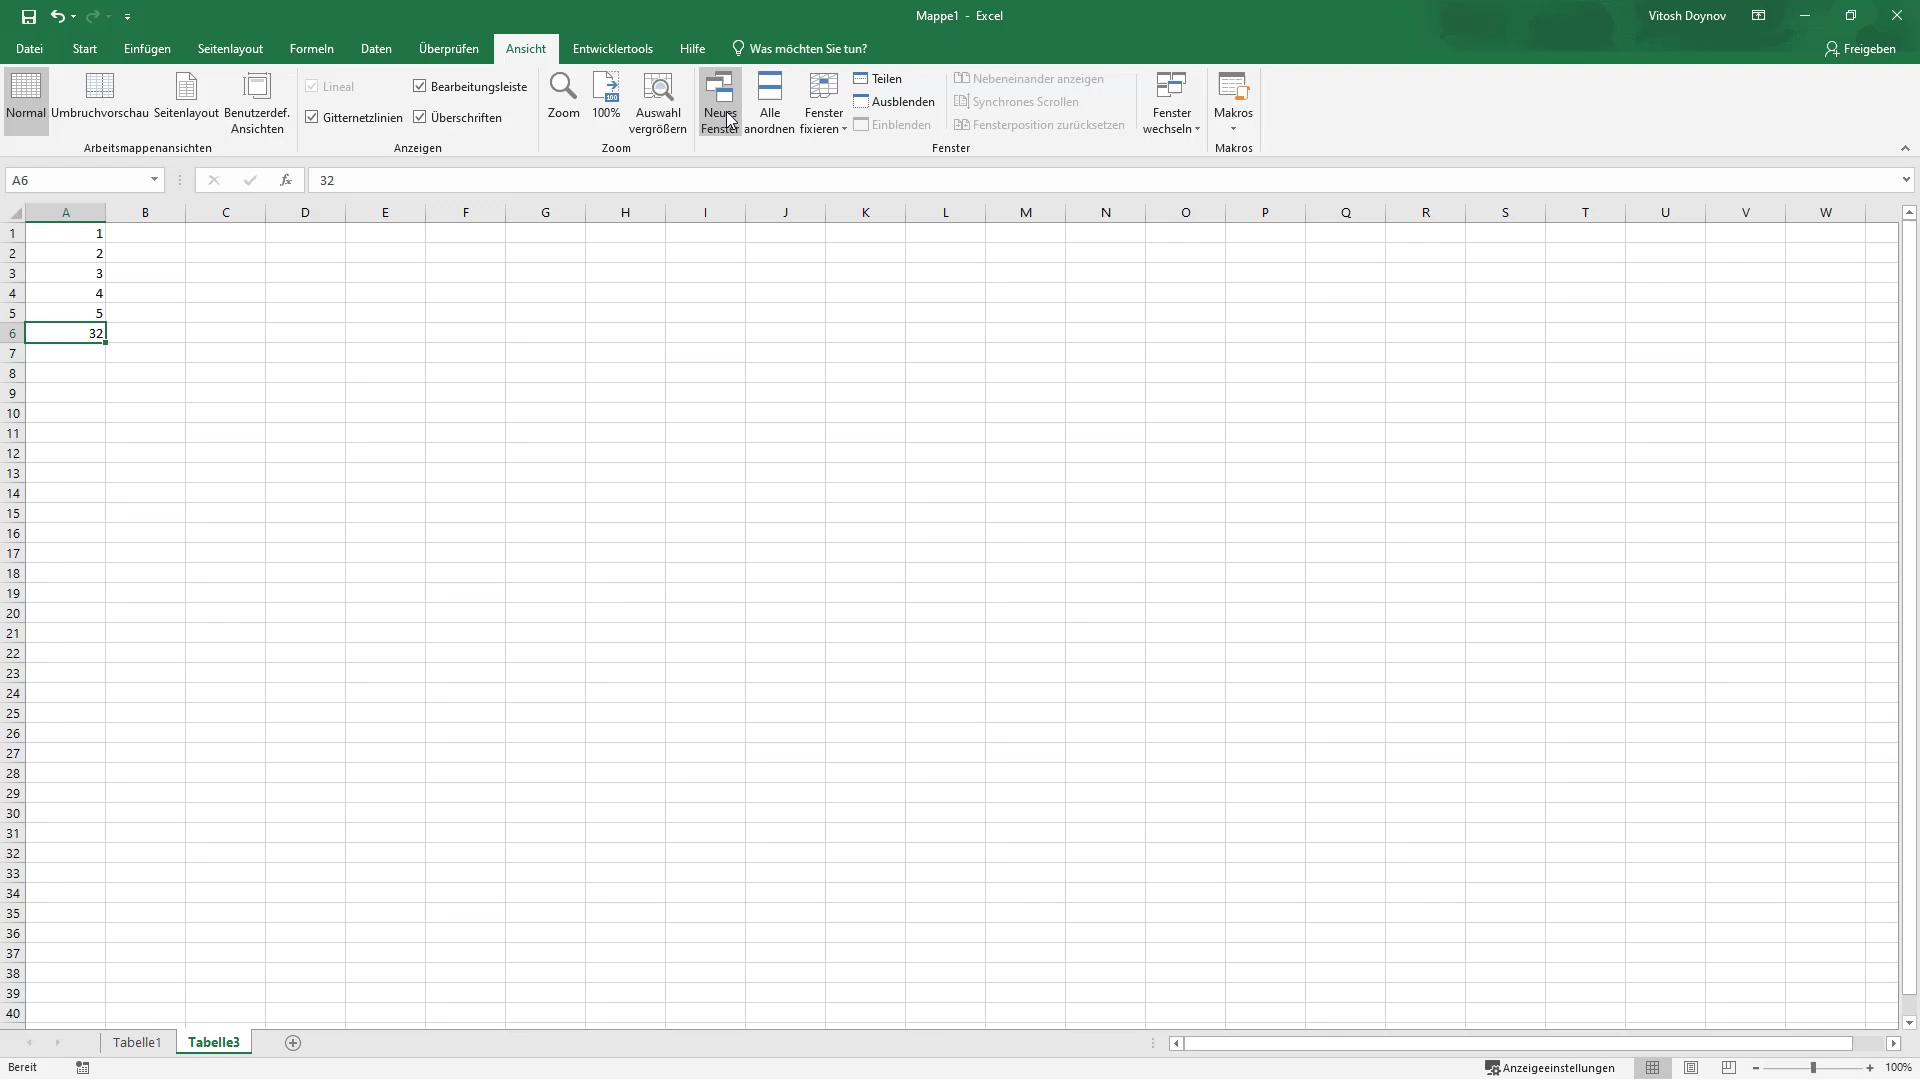 Mappe1 - Excel
Vitosh Doynov
Datei Start Einfügen Seitenlayout Formeln Daten Überprüfen Ansicht Entwicklertools Hilfe Was möchten Sie tun? Freigeben
Normal Umbruchvorschau Seitenlayout Benutzerdef. Ansichten
Arbeitsmappenansichten
Lineal Bearbeitungsleiste
Gitternetzlinien Überschriften
Anzeigen
Zoom 100% Auswahl vergrößern
Zoom
Neues Fenster Alle anordnen Fenster fixieren
Teilen
Ausblenden
Einblenden
Nebeneinander anzeigen
Synchrones Scrollen
Fensterposition zurücksetzen
Fenster wechseln
Fenster
Makros
Makros
A6 fx 32
A B C D E F G H I J K L M N O P Q R S T U V W
1 1
2 2
3 3
4 4
5 5
6 32
7
8
9
10
11
12
13
14
15
16
17
18
19
20
21
22
23
24
25
26
27
28
29
30
31
32
33
34
35
36
37
38
39
40
Tabelle1 Tabelle3
Bereit Anzeigeeinstellungen 100%